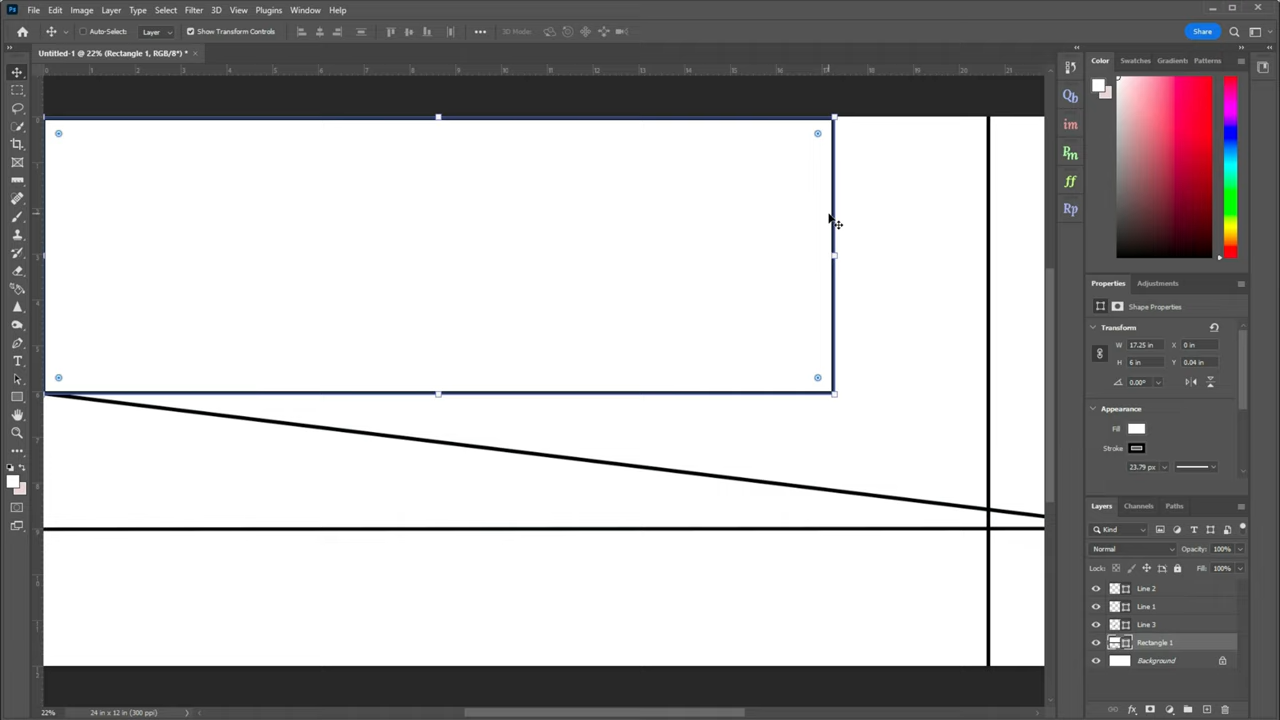 Ps File Edit Image Layer Type Select Filter 3D View Plugins Window Help
Auto-Select: Layer Show Transform Controls 3D Mode: Share
Untitled-1 @ 22% (Rectangle 1, RGB/8*) * ×
Color Swatches Gradients Patterns
Qb
im
Pm
ff
Rp
Properties Adjustments
Shape Properties
Transform
W 17.25 in X 0 in
H 6 in Y 0.04 in
0.00°
Appearance
Fill
Stroke
23.79 px
Layers Channels Paths
Kind
Normal Opacity: 100%
Lock: Fill: 100%
Line 2
Line 1
Line 3
Rectangle 1
Background
22% 24 in x 12 in (300 ppi)